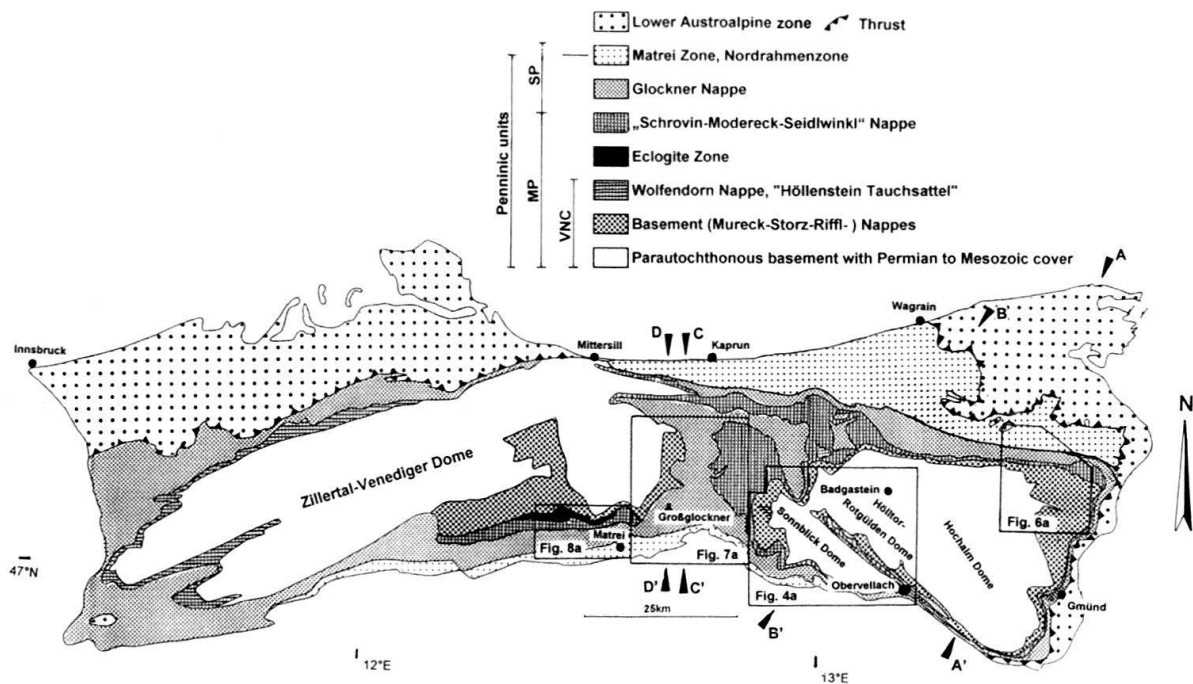 Lower Austroalpine zone
Thrust
Matrei Zone, Nordrahmenzone
Glockner Nappe
„Schrovin-Modereck-Seidlwinkl“ Nappe
Eclogite Zone
Wolfendorn Nappe, "Höllenstein Tauchsattel"
Basement (Mureck-Storz-Riffl- ) Nappes
Parautochthonous basement with Permian to Mesozoic cover
Penninic units
SP
MP
VNC
A
B'
Wagrain
D
C
Innsbruck
Mittersill
Kaprun
N
Zillertal-Venediger Dome
Badgastein
Höllltor-
Rotgülden Dome
Sonnblick Dome
Hochalm Dome
Großglockner
Matrei
Fig. 6a
Fig. 8a
Fig. 7a
Obervellach
Fig. 4a
Gmünd
47°N
D'
C'
25km
B'
A'
12°E
13°E